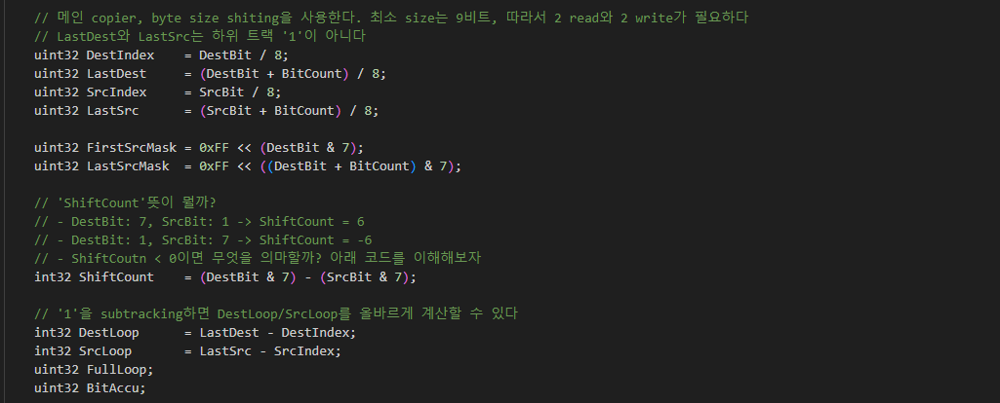 // 메인 copier, byte size shiting을 사용한다. 최소 size는 9비트, 따라서 2 read와 2 write가 필요하다
// LastDest와 LastSrc는 하위 트랙 '1'이 아니다
uint32 DestIndex    = DestBit / 8;
uint32 LastDest     = (DestBit + BitCount) / 8;
uint32 SrcIndex     = SrcBit / 8;
uint32 LastSrc      = (SrcBit + BitCount) / 8;

uint32 FirstSrcMask = 0xFF << (DestBit & 7);
uint32 LastSrcMask  = 0xFF << ((DestBit + BitCount) & 7);

// 'ShiftCount'뜻이 뭘까?
// - DestBit: 7, SrcBit: 1 -> ShiftCount = 6
// - DestBit: 1, SrcBit: 7 -> ShiftCount = -6
// - ShiftCoutn < 0이면 무엇을 의미할까? 아래 코드를 이해해보자
int32 ShiftCount    = (DestBit & 7) - (SrcBit & 7);

// '1'을 subtracking하면 DestLoop/SrcLoop를 올바르게 계산할 수 있다
int32 DestLoop      = LastDest - DestIndex;
int32 SrcLoop       = LastSrc - SrcIndex;
uint32 FullLoop;
uint32 BitAccu;